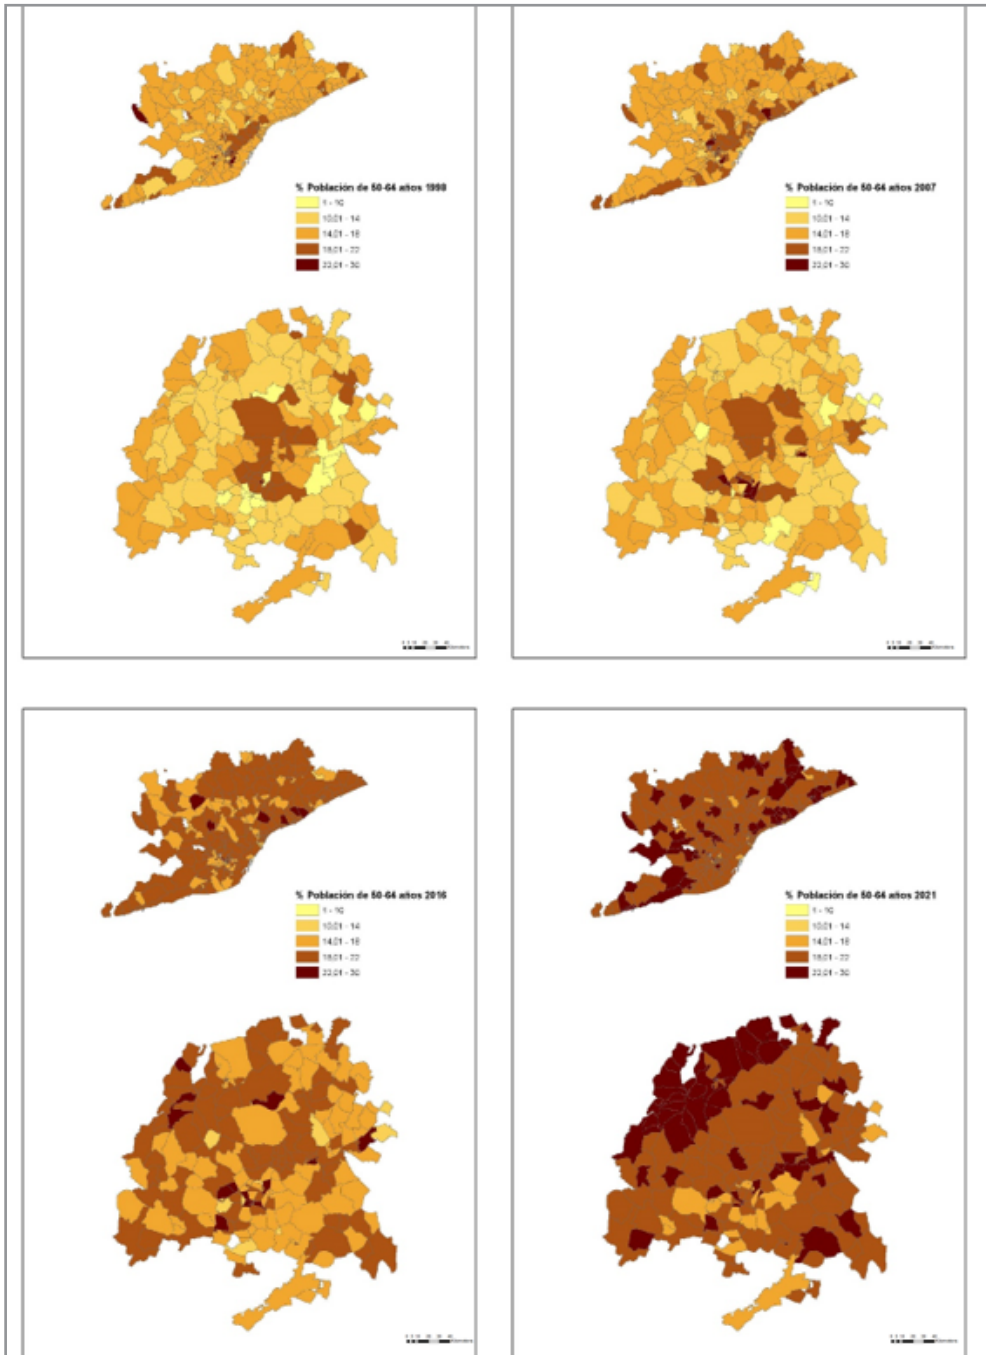 % Población de 50-64 años 1998
1 - 10
10,01 - 14
14,01 - 18
18,01 - 22
22,01 - 30
% Población de 50-64 años 2007
1 - 10
10,01 - 14
14,01 - 18
18,01 - 22
22,01 - 30
% Población de 50-64 años 2016
1 - 10
10,01 - 14
14,01 - 18
18,01 - 22
22,01 - 30
% Población de 50-64 años 2021
1 - 10
10,01 - 14
14,01 - 18
18,01 - 22
22,01 - 30